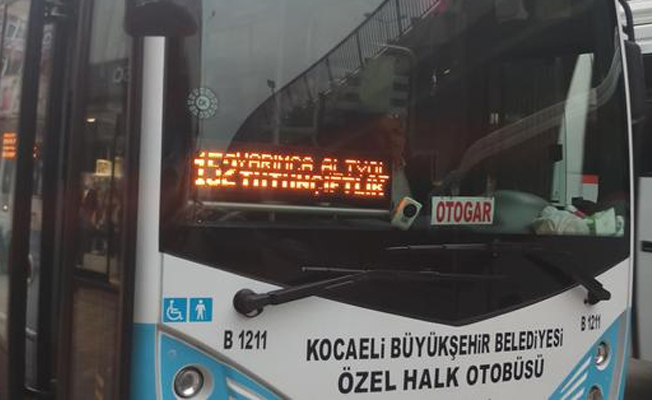 152 YARIMCA ALTYOL
TÜTÜNÇİFTLİK
OTOGAR
B 1211
B 1211
KOCAELİ BÜYÜKŞEHİR BELEDİYESİ
ÖZEL HALK OTOBÜSÜ